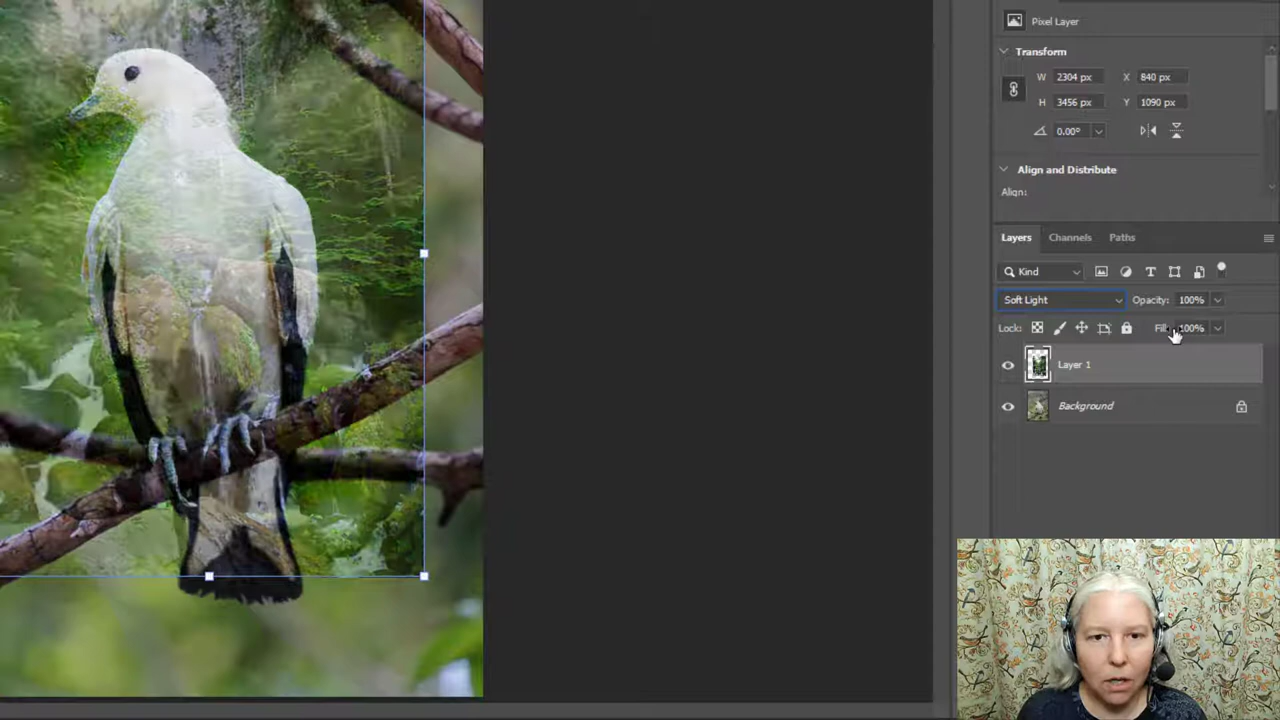 Pixel Layer
Transform
W 2304 px X 840 px
H 3456 px Y 1090 px
0.00°
Align and Distribute
Align:
Layers Channels Paths
Kind
Soft Light Opacity: 100%
Lock: Fill: 100%
Layer 1
Background